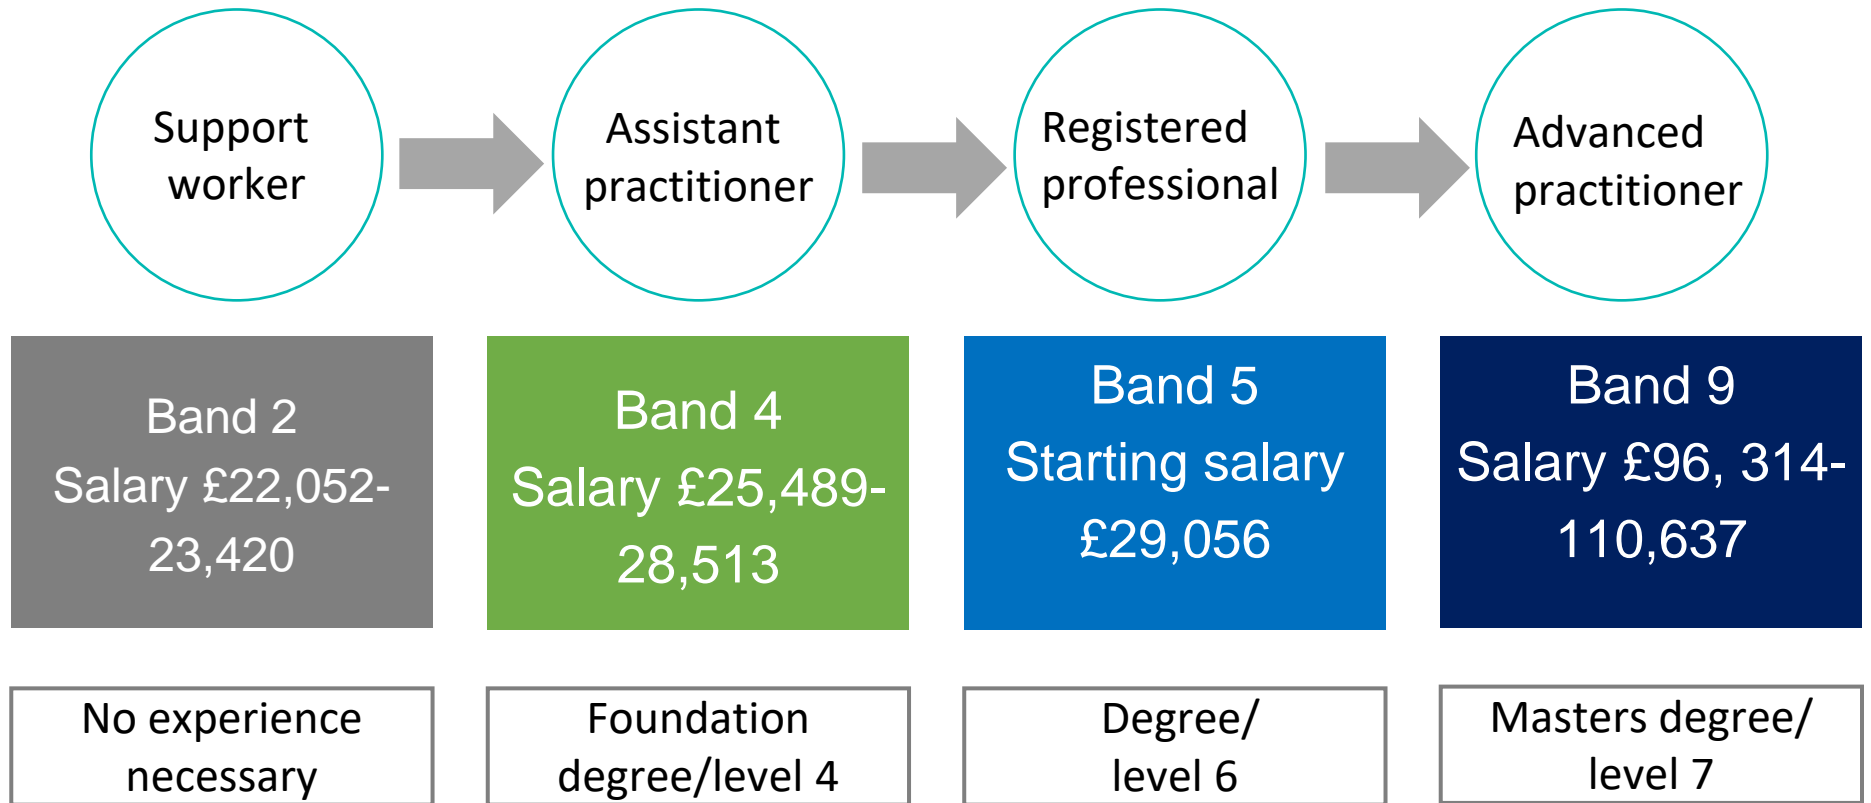 Support
worker
Assistant
practitioner
Registered
professional
Advanced
practitioner
Band 2
Salary £22,052-
23,420
Band 4
Salary £25,489-
28,513
Band 5
Starting salary
£29,056
Band 9
Salary £96, 314-
110,637
No experience
necessary
Foundation
degree/level 4
Degree/
level 6
Masters degree/
level 7